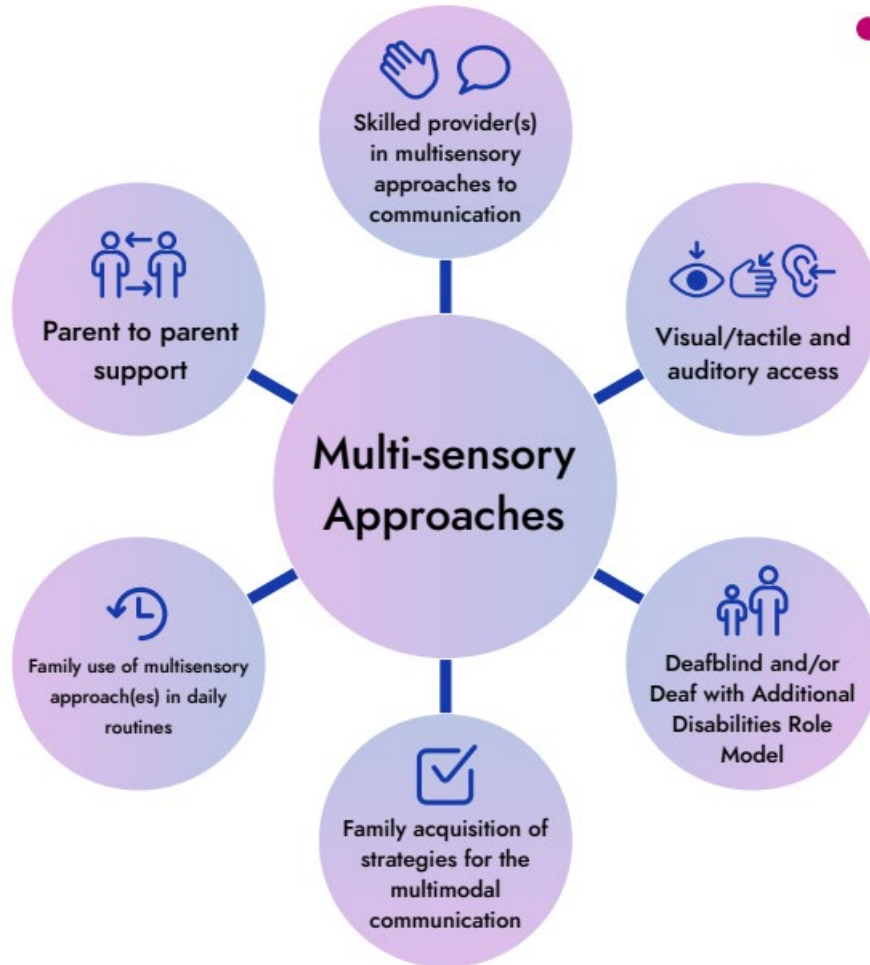 Skilled provider(s)
in multisensory
approaches to
communication
Visual/tactile and
auditory access
Deafblind and/or
Deaf with Additional
Disabilities Role
Model
Family acquisition of
strategies for the
multimodal
communication
Family use of multisensory
approach(es) in daily
routines
Parent to parent
support
Multi-sensory
Approaches